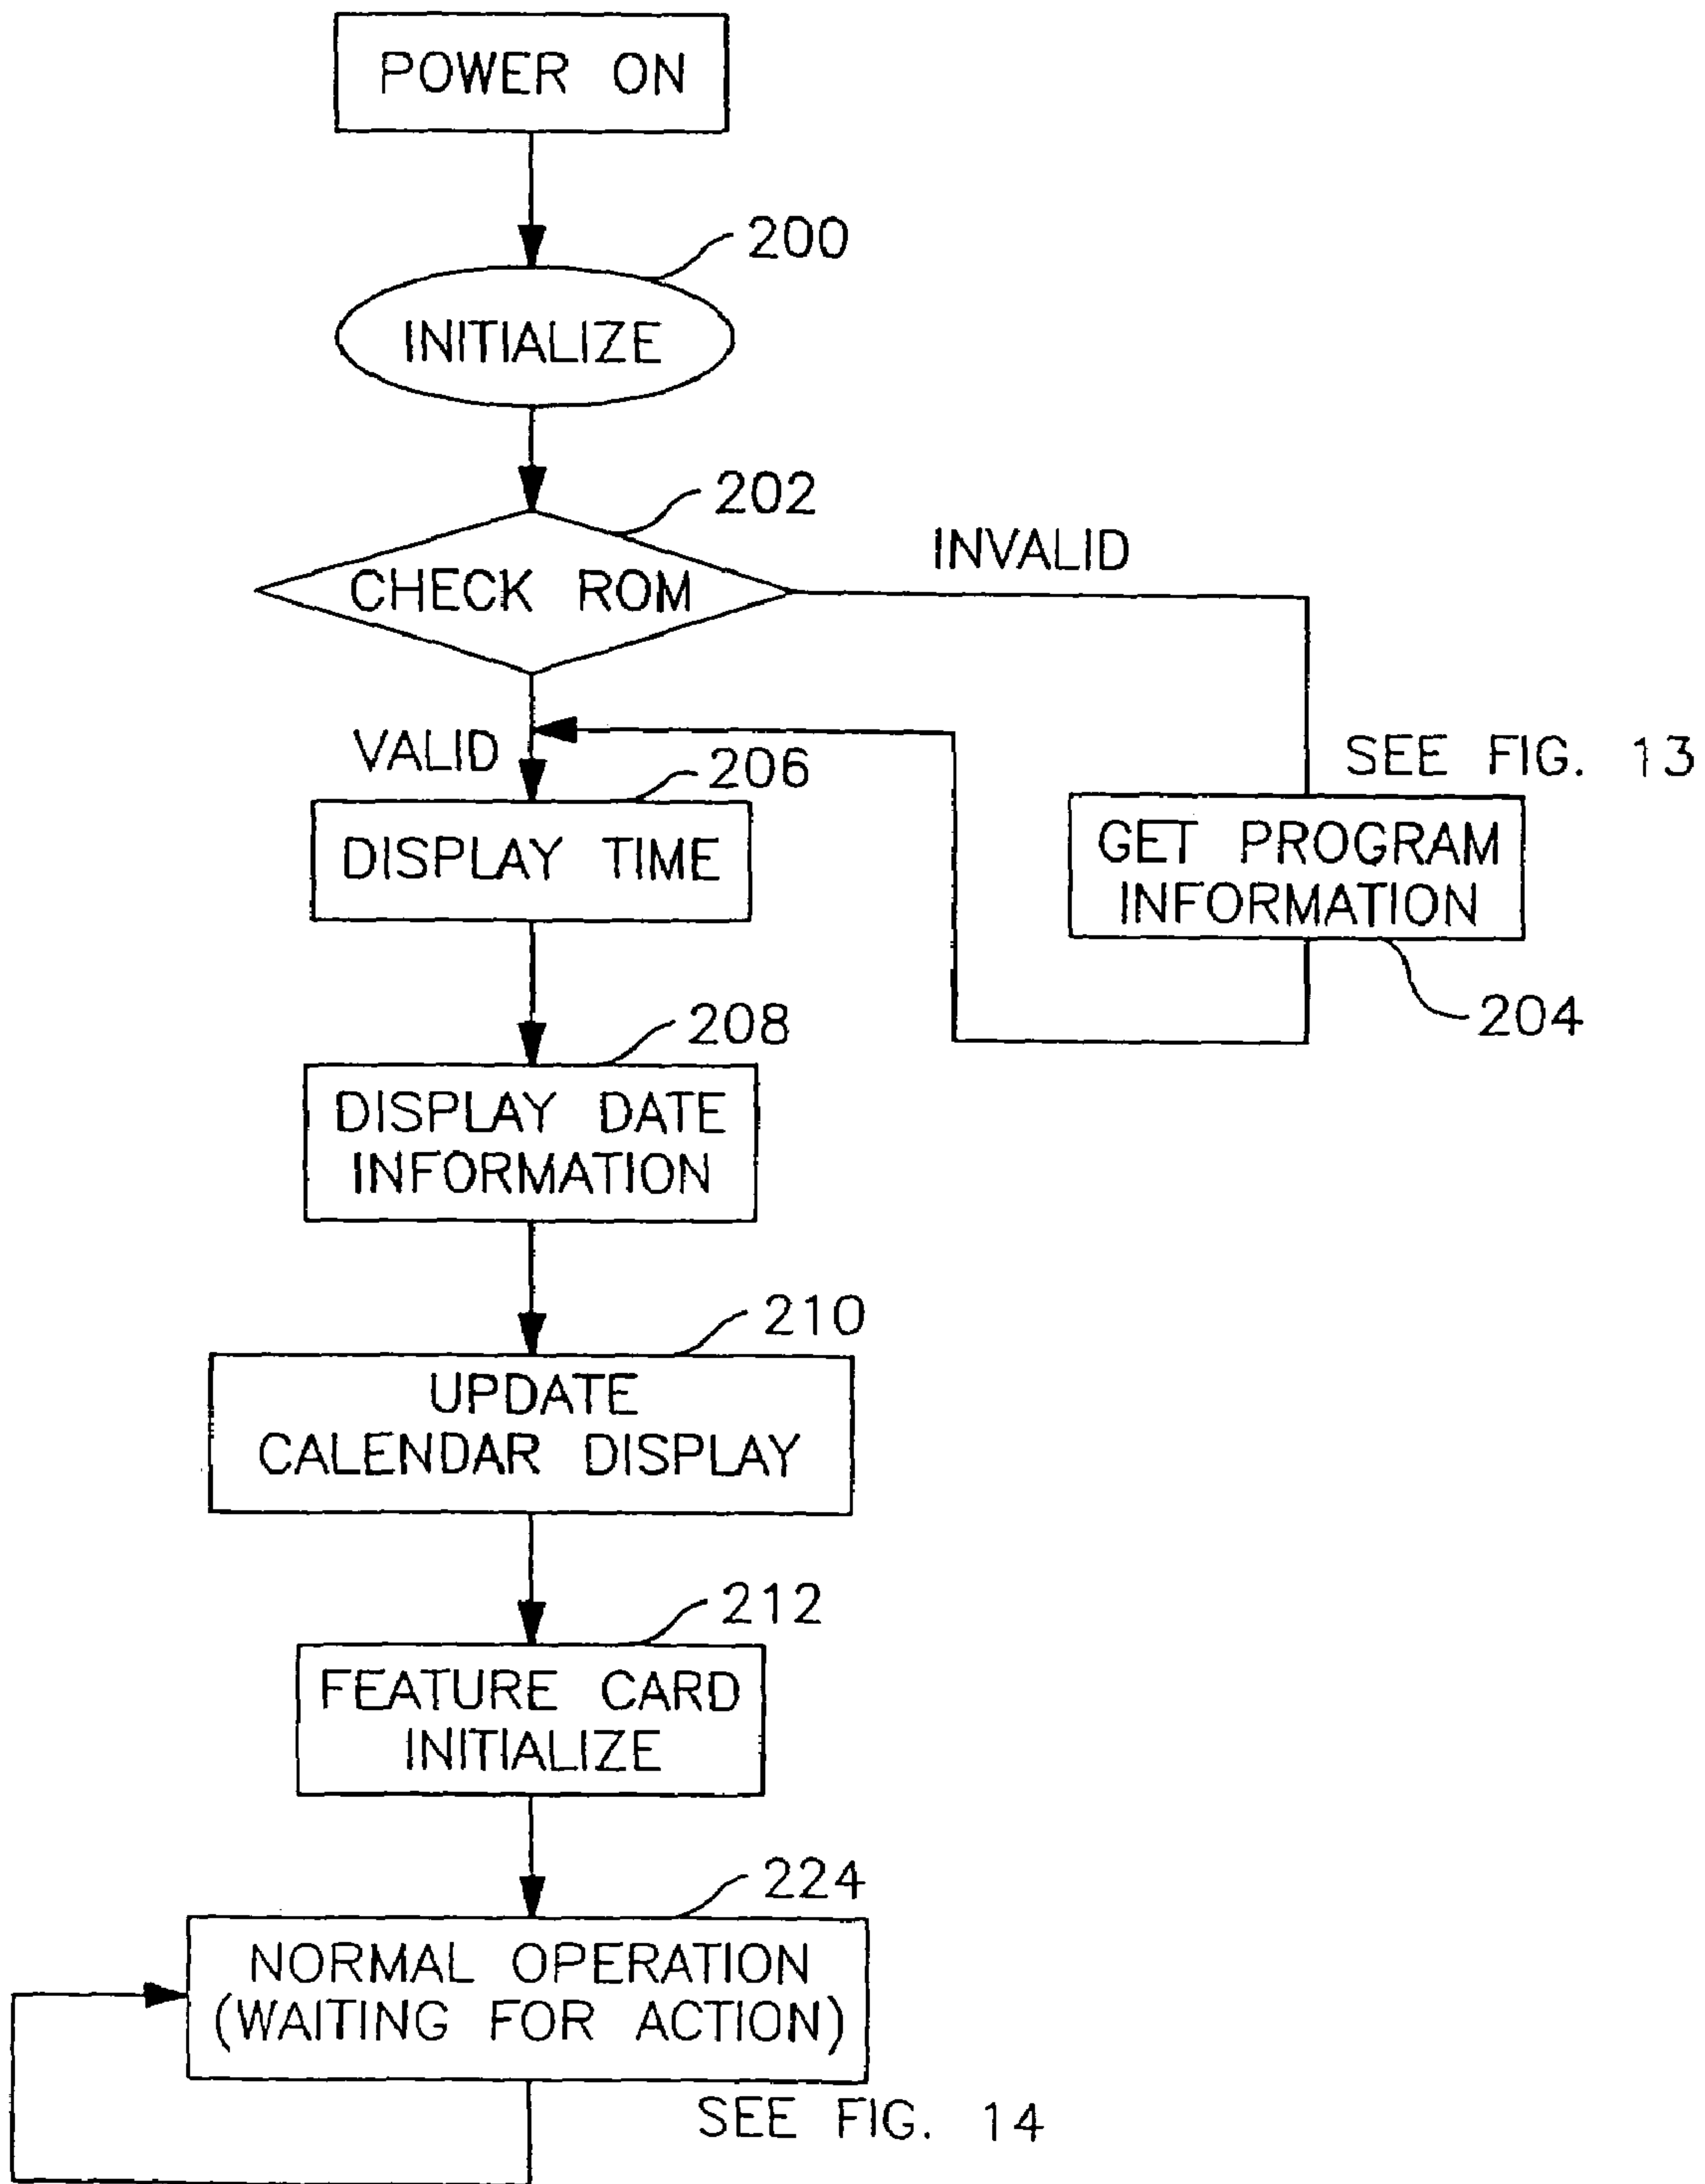 POWER ON
200
INITIALIZE
202
CHECK ROM
INVALID
VALID
206
SEE FIG. 13
DISPLAY TIME
GET PROGRAM
INFORMATION
204
208
DISPLAY DATE
INFORMATION
210
UPDATE
CALENDAR DISPLAY
212
FEATURE CARD
INITIALIZE
224
NORMAL OPERATION
(WAITING FOR ACTION)
SEE FIG. 14